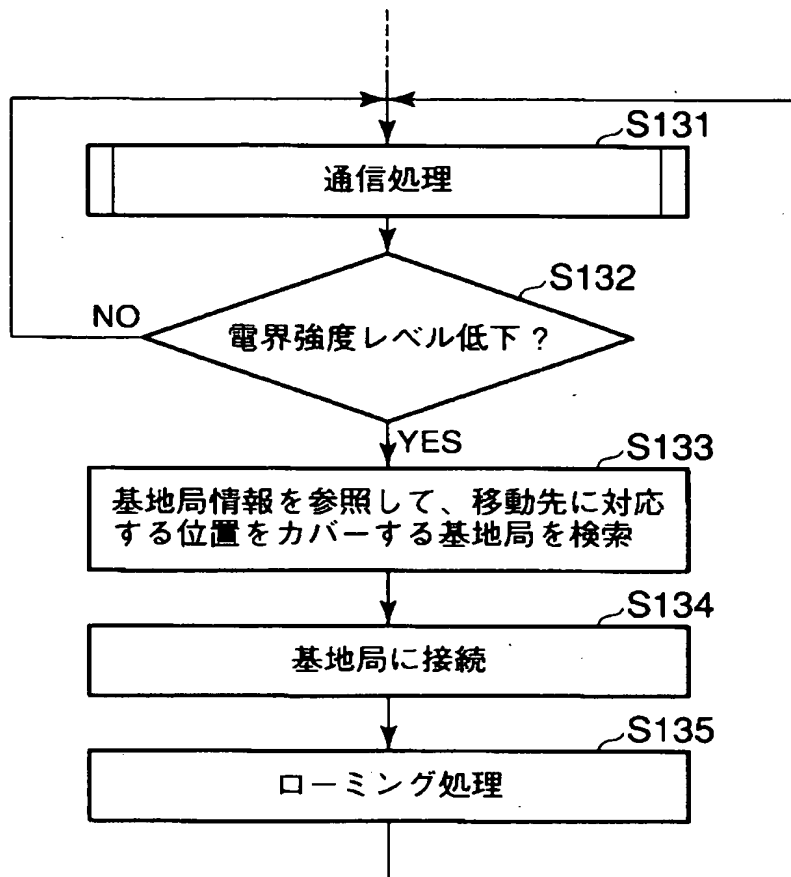 S131
通信処理
S132
NO
電界強度レベル低下？
YES
S133
基地局情報を参照して、移動先に対応
する位置をカバーする基地局を検索
S134
基地局に接続
S135
ローミング処理